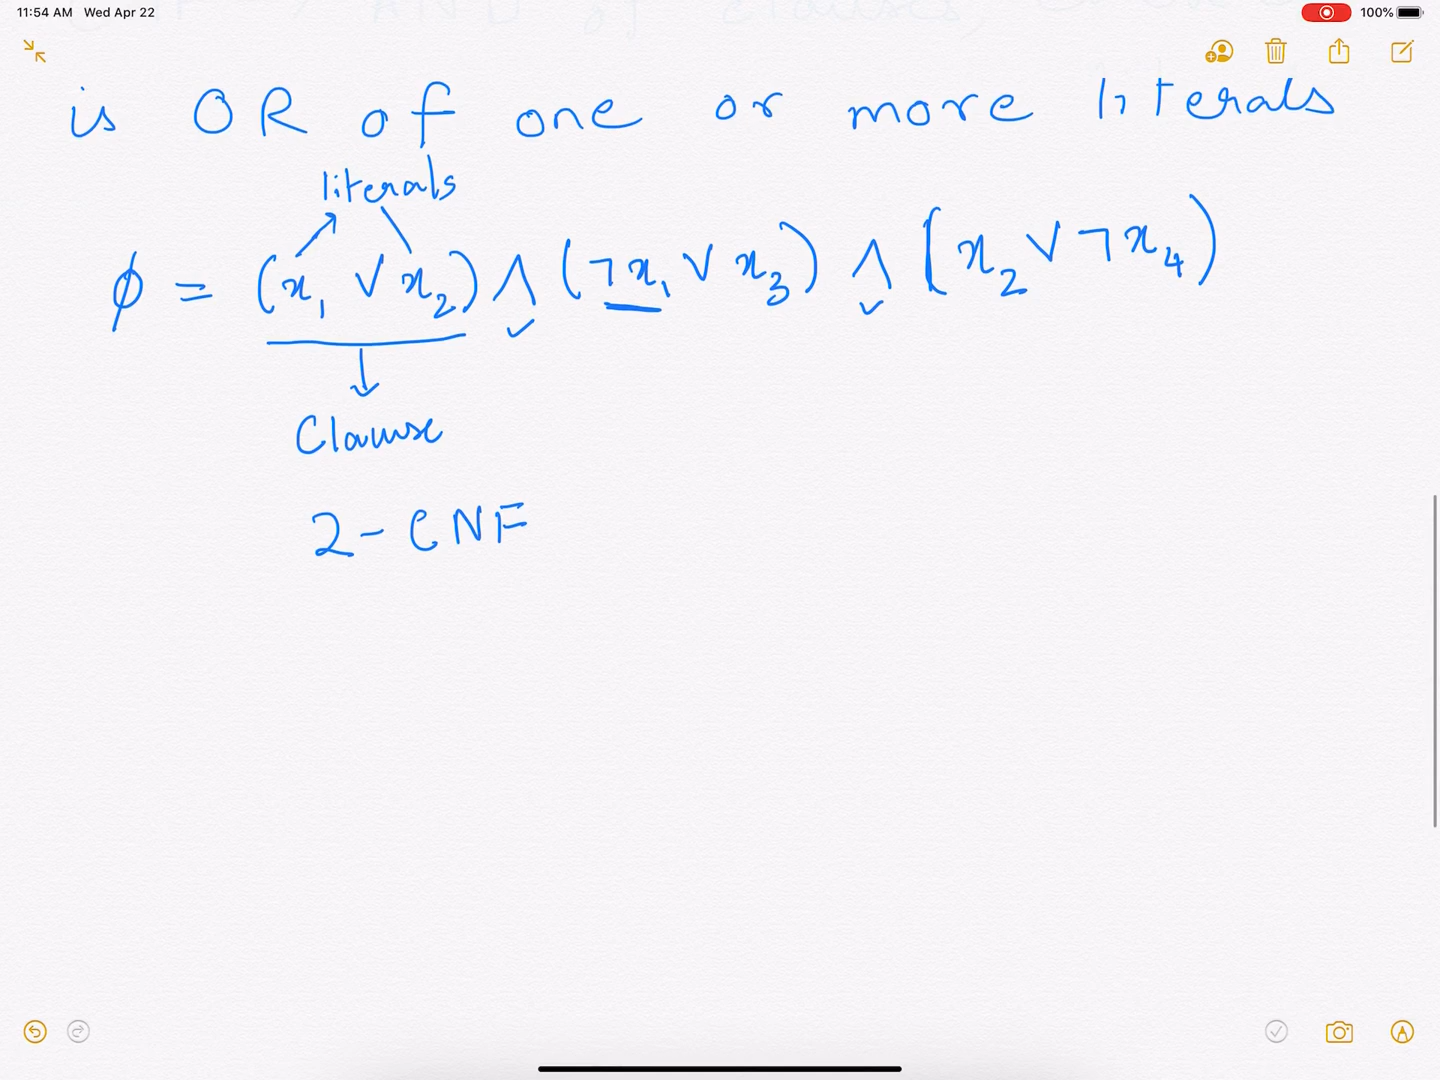 11:54 AM Wed Apr 22 100%
is OR of one or more literals
literals
ϕ = (x₁ ∨ x₂) ∧ (¬x₁ ∨ x₃) ∧ (x₂ ∨ ¬x₄)
Clause
2-CNF